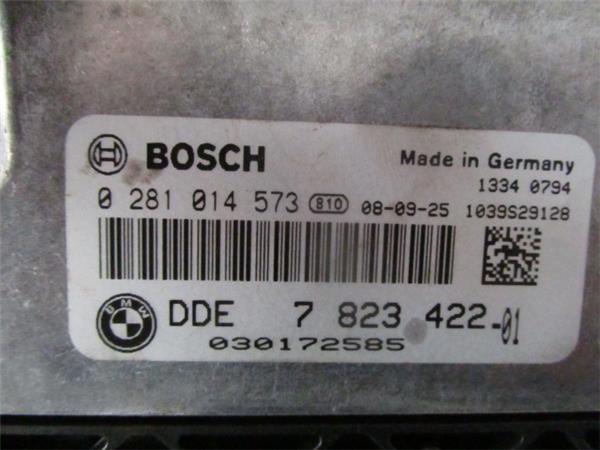 BOSCH
Made in Germany
1334 0794
0 281 014 573 810 08-09-25 1039S29128
BMW
DDE 7 823 422-01
030172585